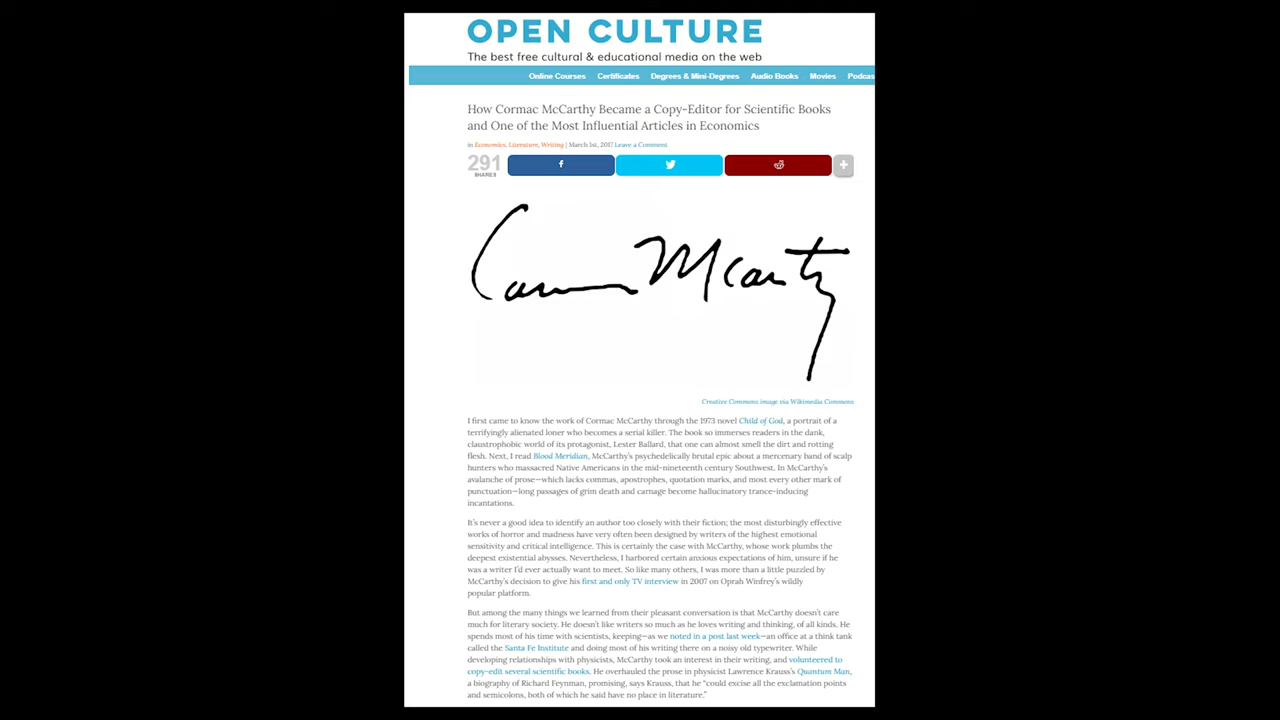 OPEN CULTURE
The best free cultural & educational media on the web
Online Courses Certificates Degrees & Mini-Degrees Audio Books Movies Podcas
How Cormac McCarthy Became a Copy-Editor for Scientific Books
and One of the Most Influential Articles in Economics
in Economics, Literature, Writing | March 1st, 2017 Leave a Comment
291
SHARES
Cormac McCarthy
Creative Commons image via Wikimedia Commons
I first came to know the work of Cormac McCarthy through the 1973 novel Child of God, a portrait of a
terrifyingly alienated loner who becomes a serial killer. The book so immerses readers in the dank,
claustrophobic world of its protagonist, Lester Ballard, that one can almost smell the dirt and rotting
flesh. Next, I read Blood Meridian, McCarthy's psychedelically brutal epic about a mercenary band of scalp
hunters who massacred Native Americans in the mid-nineteenth century Southwest. In McCarthy's
avalanche of prose—which lacks commas, apostrophes, quotation marks, and most every other mark of
punctuation—long passages of grim death and carnage become hallucinatory trance-inducing
incantations.
It's never a good idea to identify an author too closely with their fiction; the most disturbingly effective
works of horror and madness have very often been designed by writers of the highest emotional
sensitivity and critical intelligence. This is certainly the case with McCarthy, whose work plumbs the
deepest existential abysses. Nevertheless, I harbored certain anxious expectations of him, unsure if he
was a writer I'd ever actually want to meet. So like many others, I was more than a little puzzled by
McCarthy's decision to give his first and only TV interview in 2007 on Oprah Winfrey's wildly
popular platform.
But among the many things we learned from their pleasant conversation is that McCarthy doesn't care
much for literary society. He doesn't like writers so much as he loves writing and thinking, of all kinds. He
spends most of his time with scientists, keeping—as we noted in a post last week—an office at a think tank
called the Santa Fe Institute and doing most of his writing there on a noisy old typewriter. While
developing relationships with physicists, McCarthy took an interest in their writing, and volunteered to
copy-edit several scientific books. He overhauled the prose in physicist Lawrence Krauss's Quantum Man,
a biography of Richard Feynman, promising, says Krauss, that he "could excise all the exclamation points
and semicolons, both of which he said have no place in literature."